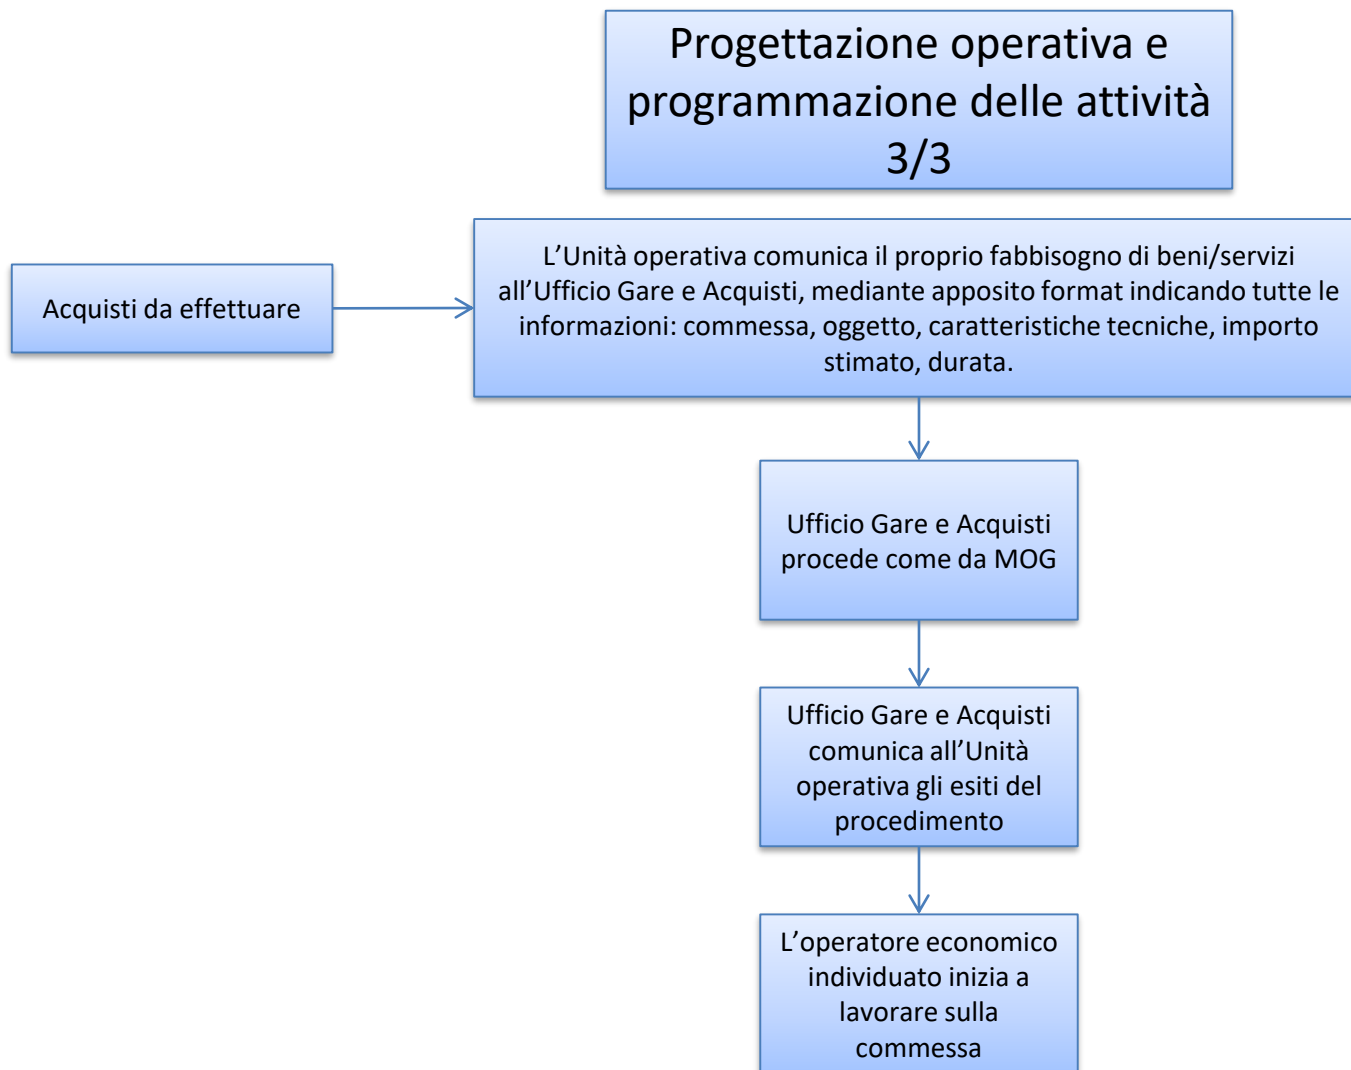 Progettazione operativa e
programmazione delle attività
3/3
L’Unità operativa comunica il proprio fabbisogno di beni/servizi
all’Ufficio Gare e Acquisti, mediante apposito format indicando tutte le
informazioni: commessa, oggetto, caratteristiche tecniche, importo
stimato, durata.
Acquisti da effettuare
Ufficio Gare e Acquisti
procede come da MOG
Ufficio Gare e Acquisti
comunica all’Unità
operativa gli esiti del
procedimento
L’operatore economico
individuato inizia a
lavorare sulla
commessa